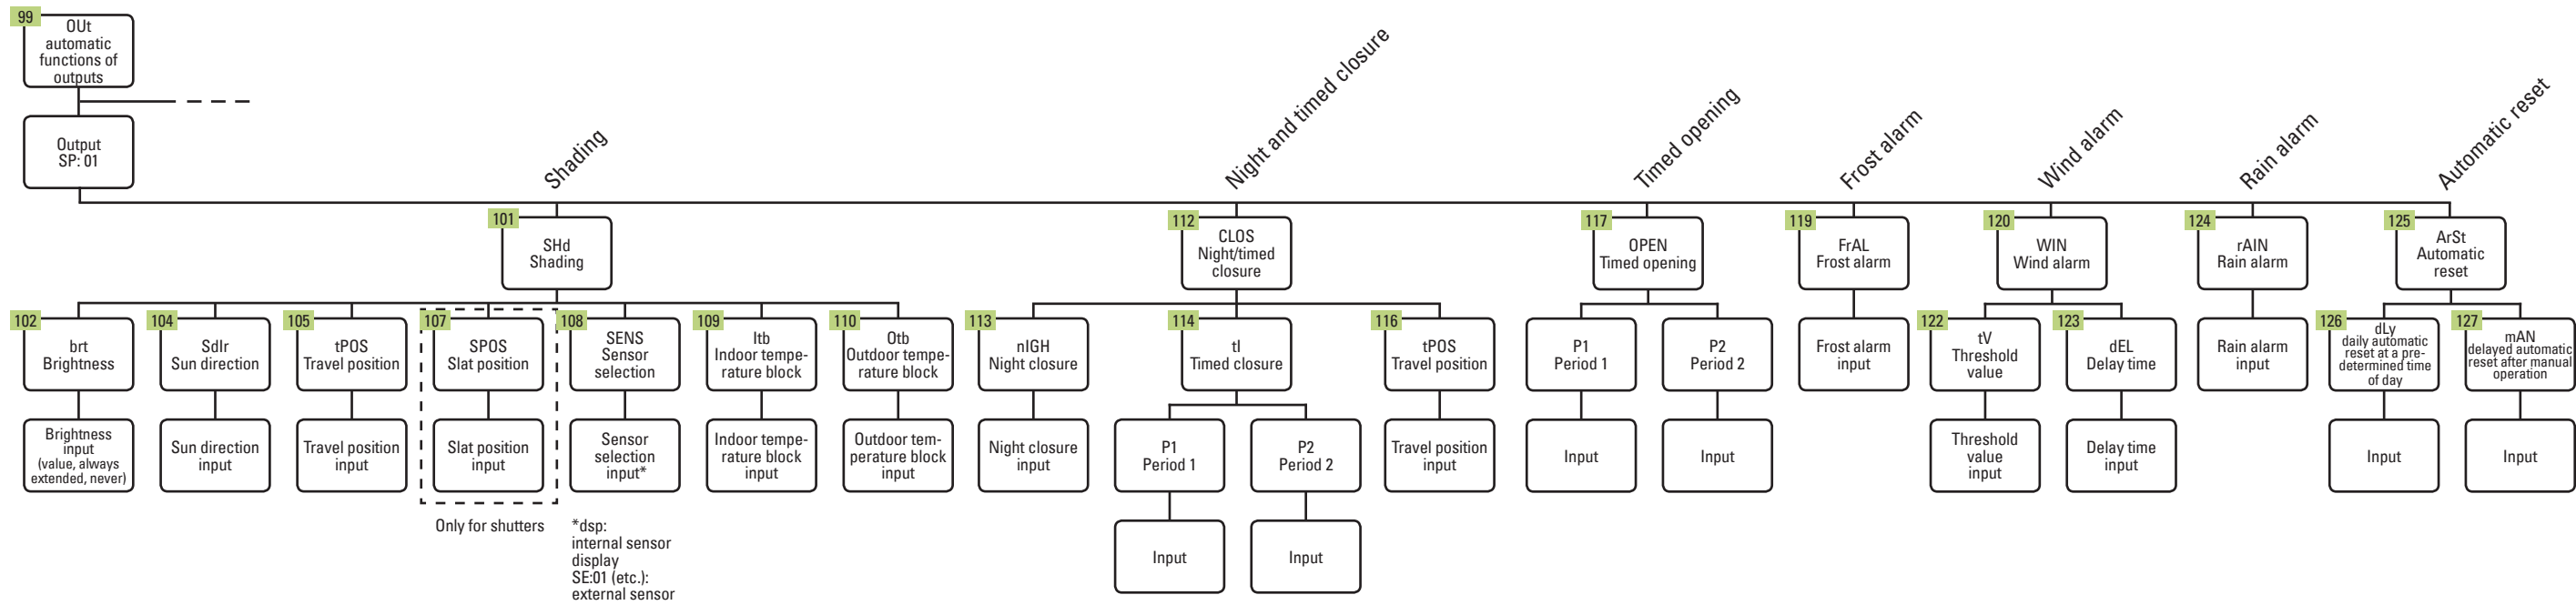 99
OUt
automatic
functions of
outputs
Output
SP: 01
Shading
Night and timed closure
Timed opening
Frost alarm
Wind alarm
Rain alarm
Automatic reset
101
SHd
Shading
112
CLOS
Night/timed
closure
117
OPEN
Timed opening
119
FrAL
Frost alarm
120
WIN
Wind alarm
124
rAIN
Rain alarm
125
ArSt
Automatic
reset
102
brt
Brightness
104
SdIr
Sun direction
105
tPOS
Travel position
107
SPOS
Slat position
108
SENS
Sensor
selection
109
Itb
Indoor tempe-
rature block
110
Otb
Outdoor tempe-
rature block
113
nIGH
Night closure
114
tI
Timed closure
116
tPOS
Travel position
P1
Period 1
P2
Period 2
Frost alarm
input
122
tV
Threshold
value
123
dEL
Delay time
Rain alarm
input
126
dLy
daily automatic
reset at a pre-
determined time
of day
127
mAN
delayed automatic
reset after manual
operation
Brightness
input
(value, always
extended, never)
Sun direction
input
Travel position
input
Slat position
input
Sensor
selection
input*
Indoor tempe-
rature block
input
Outdoor tem-
perature block
input
Night closure
input
P1
Period 1
P2
Period 2
Travel position
input
Input
Input
Threshold
value
input
Delay time
input
Input
Input
Only for shutters
*dsp:
internal sensor
display
SE:01 (etc.):
external sensor
Input
Input